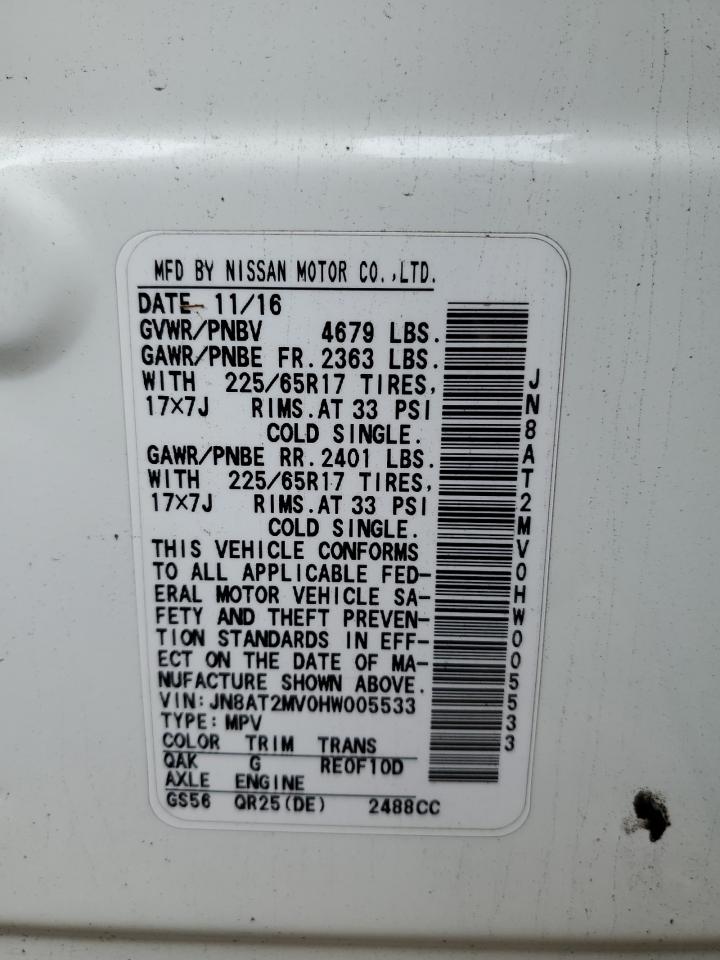 MFD BY NISSAN MOTOR CO.,LTD.
DATE 11/16
GVWR/PNBV 4679 LBS.
GAWR/PNBE FR. 2363 LBS.
WITH 225/65R17 TIRES,
17×7J RIMS. AT 33 PSI
COLD SINGLE.
GAWR/PNBE RR. 2401 LBS.
WITH 225/65R17 TIRES,
17×7J RIMS. AT 33 PSI
COLD SINGLE.
THIS VEHICLE CONFORMS
TO ALL APPLICABLE FED-
ERAL MOTOR VEHICLE SA-
FETY AND THEFT PREVEN-
TION STANDARDS IN EFF-
ECT ON THE DATE OF MA-
NUFACTURE SHOWN ABOVE.
VIN: JN8AT2MV0HW005533
TYPE: MPV
COLOR TRIM TRANS
QAK G RE0F10D
AXLE ENGINE
GS56 QR25(DE) 2488CC
JN8AT2MV0HW005533